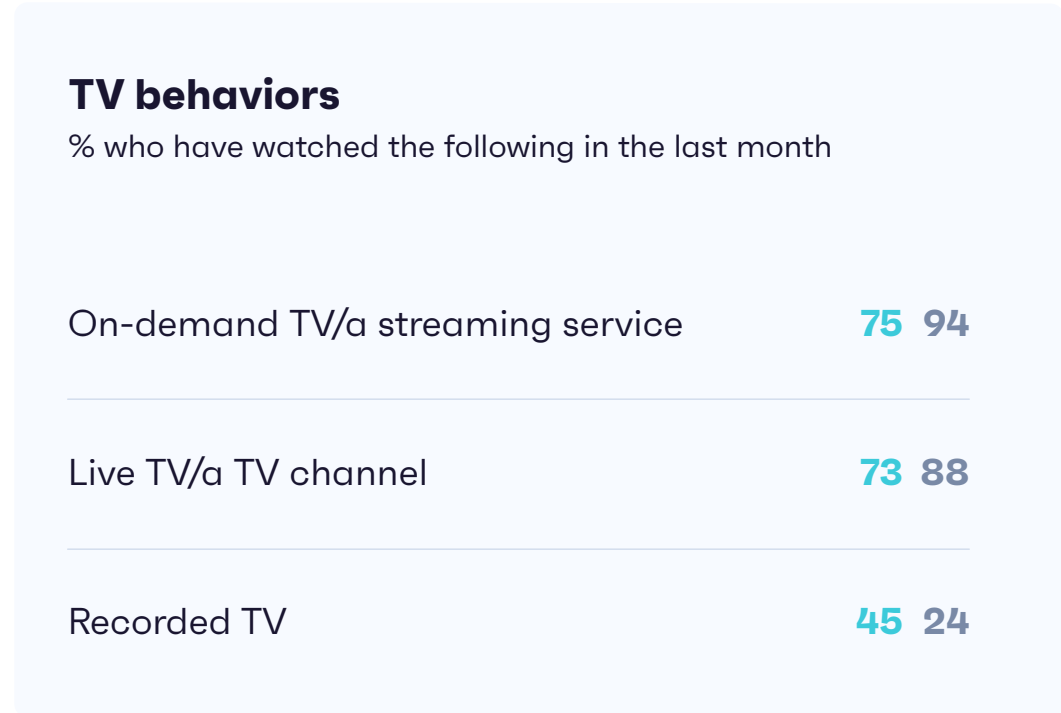 TV behaviors
% who have watched the following in the last month
On-demand TV/a streaming service 75 94
Live TV/a TV channel 73 88
Recorded TV 45 24